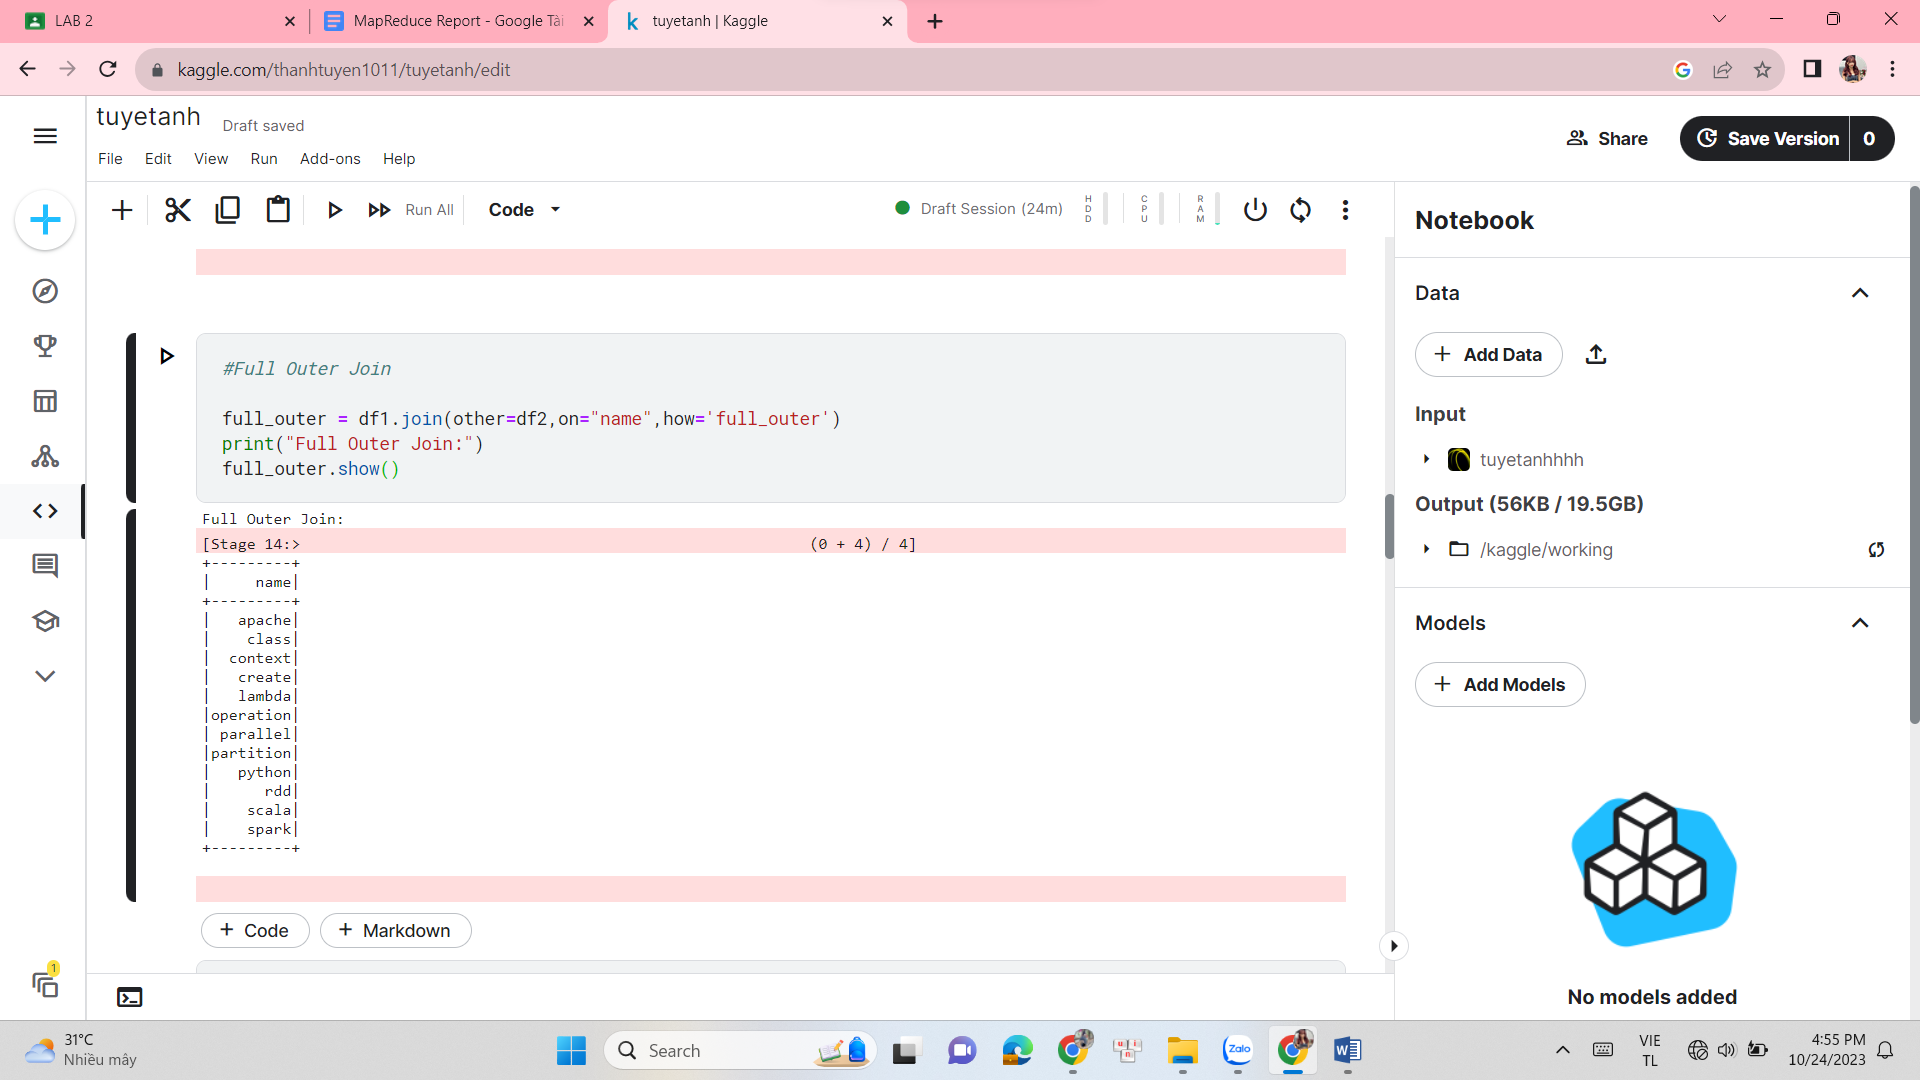 LAB 2
MapReduce Report - Google Tài
tuyetanh | Kaggle
kaggle.com/thanhtuyen1011/tuyetanh/edit
tuyetanh
Draft saved
File Edit View Run Add-ons Help
Share
Save Version 0
Run All
Code
Draft Session (24m)
HDD
CPU
RAM
#Full Outer Join
full_outer = df1.join(other=df2,on="name",how='full_outer')
print("Full Outer Join:")
full_outer.show()
Full Outer Join:
[Stage 14:> (0 + 4) / 4]
+---------+
|     name|
+---------+
|   apache|
|    class|
|  context|
|   create|
|   lambda|
|operation|
| parallel|
|partition|
|   python|
|      rdd|
|    scala|
|    spark|
+---------+
+ Code
+ Markdown
Notebook
Data
+ Add Data
Input
tuyetanhhhh
Output (56KB / 19.5GB)
/kaggle/working
Models
+ Add Models
No models added
1
31°C
Nhiều mây
Search
Zalo
VIE
TL
4:55 PM
10/24/2023